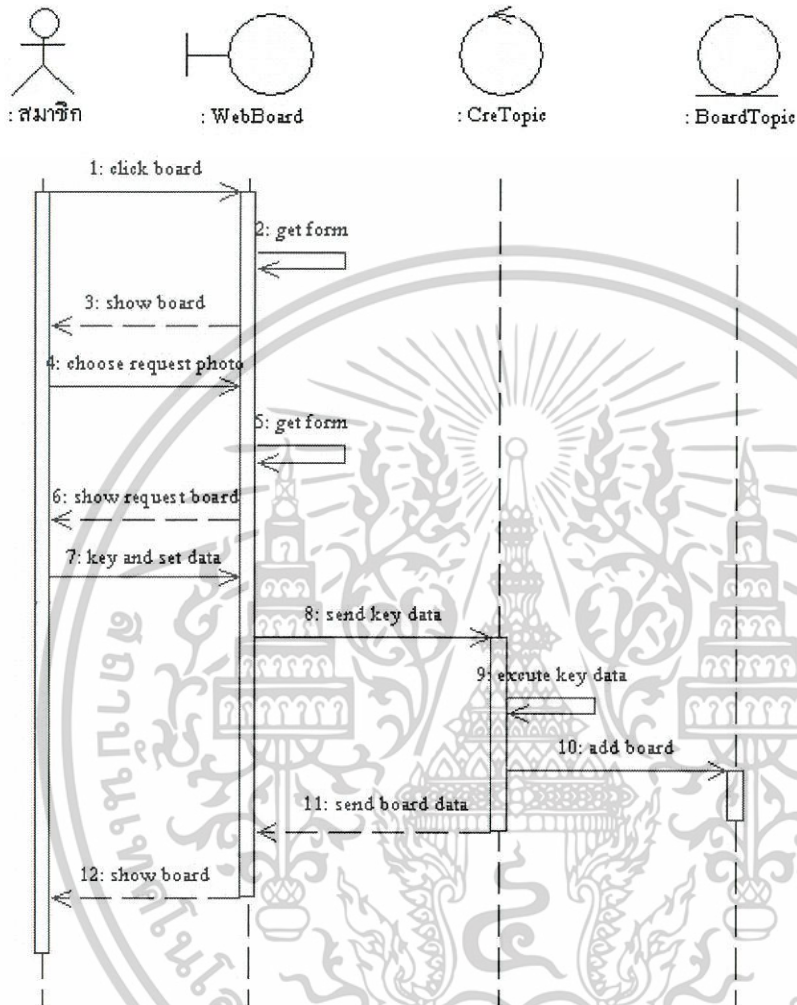 : สมาชิก
: WebBoard
: CreTopic
: BoardTopic
1: click board
2: get form
3: show board
4: choose request photo
5: get form
6: show request board
7: key and set data
8: send key data
9: excute key data
10: add board
11: send board data
12: show board